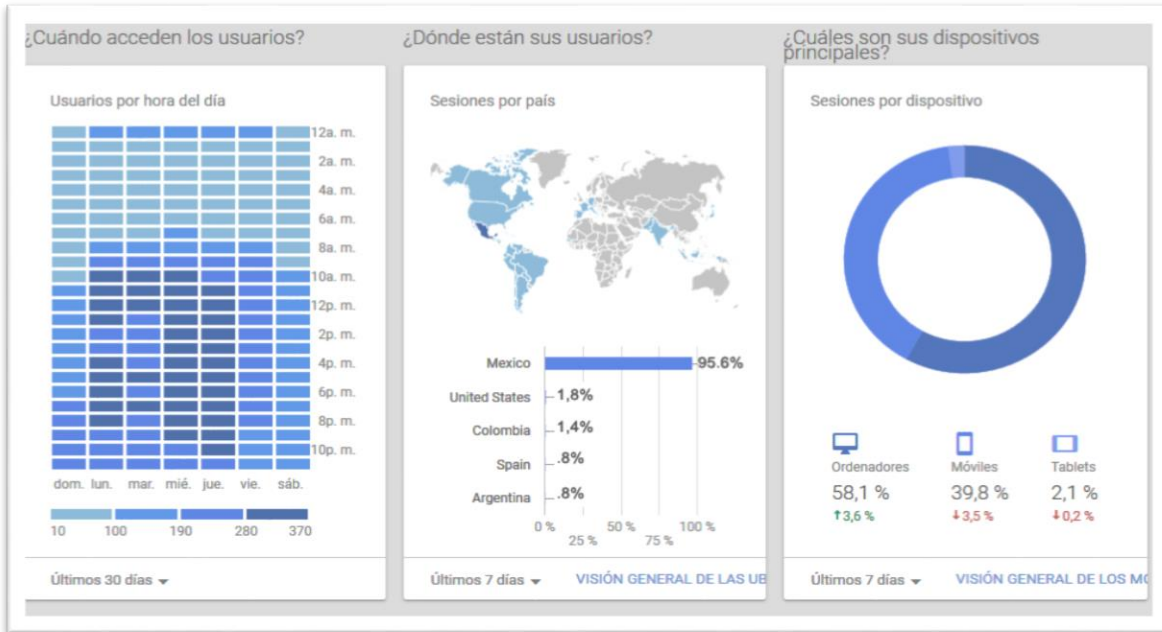 ¿Cuándo acceden los usuarios?
Usuarios por hora del día
12a. m.
2a. m.
4a. m.
6a. m.
8a. m.
10a. m.
12p. m.
2p. m.
4p. m.
6p. m.
8p. m.
10p. m.
dom. lun. mar. mié. jue. vie. sáb.
10 100 190 280 370
Últimos 30 días
¿Dónde están sus usuarios?
Sesiones por país
Mexico 95.6%
United States 1,8%
Colombia 1,4%
Spain .8%
Argentina .8%
0 % 50 % 100 %
25 % 75 %
Últimos 7 días VISIÓN GENERAL DE LAS UB
¿Cuáles son sus dispositivos
principales?
Sesiones por dispositivo
Ordenadores Móviles Tablets
58,1 % 39,8 % 2,1 %
↑3,6 % ↓3,5 % ↓0,2 %
Últimos 7 días VISIÓN GENERAL DE LOS MO